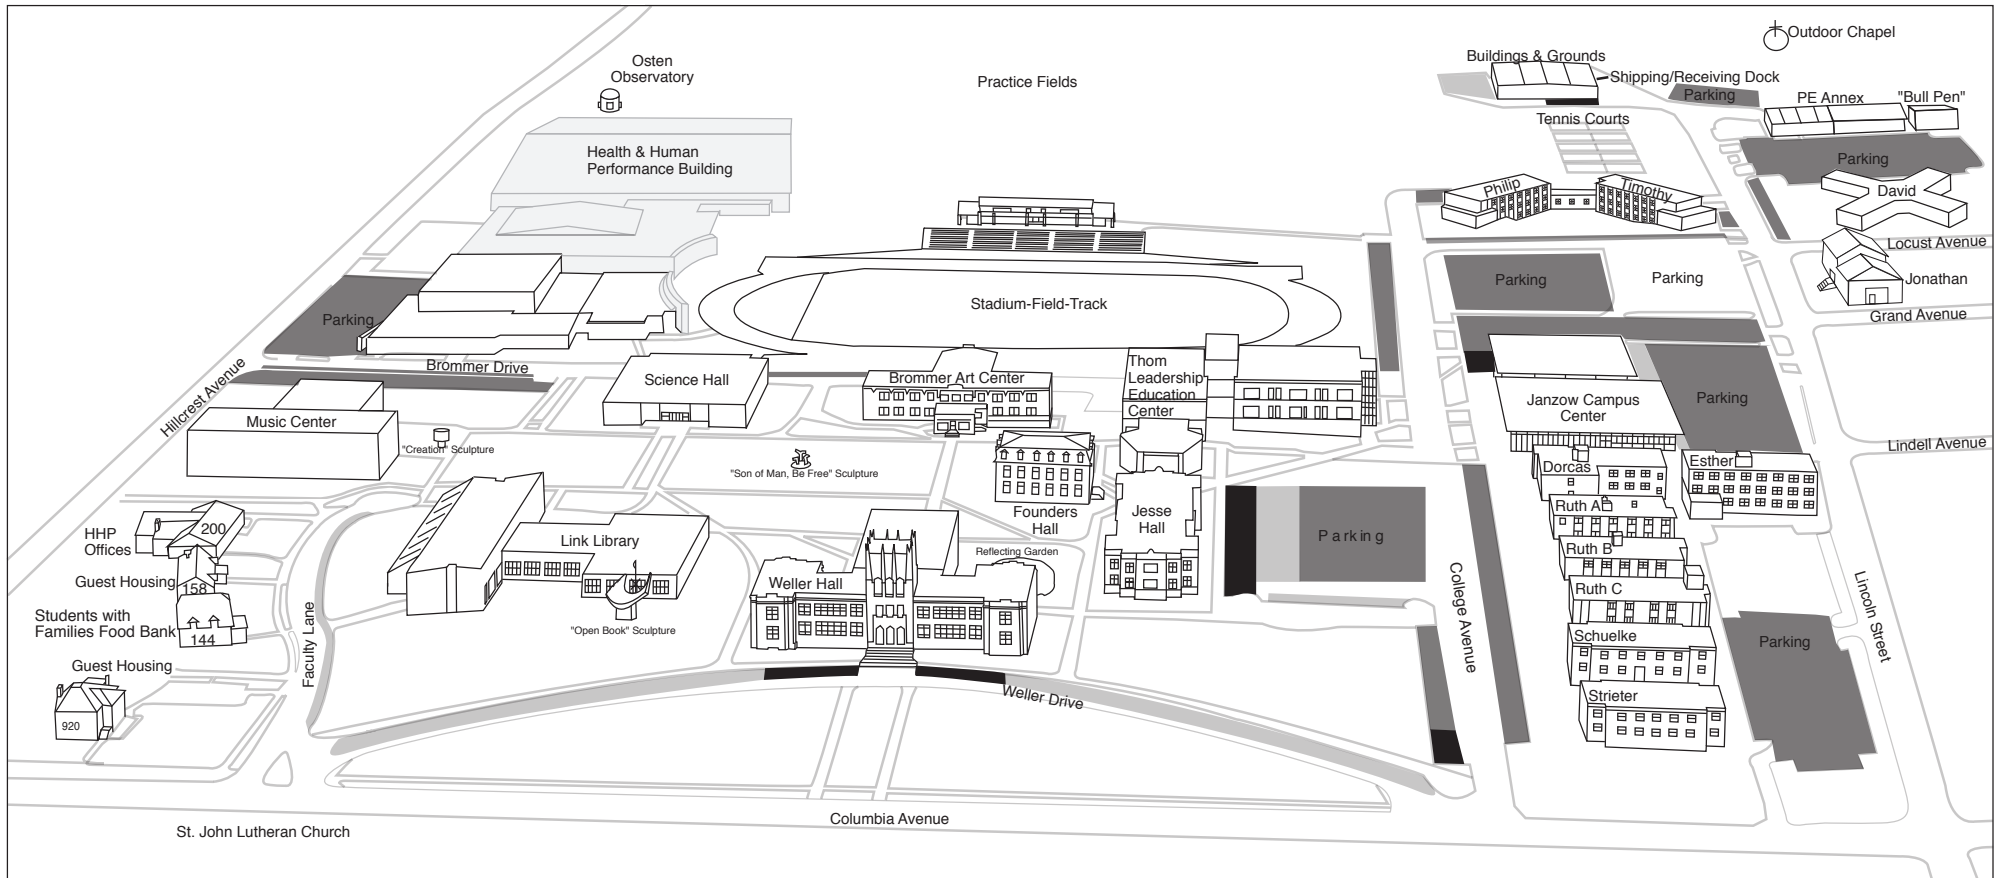 Outdoor Chapel
Buildings & Grounds
Shipping/Receiving Dock
Osten
Observatory
Practice Fields
Parking
PE Annex
"Bull Pen"
Tennis Courts
Health & Human
Performance Building
Parking
Philip
Timothy
David
Locust Avenue
Parking
Parking
Jonathan
Stadium-Field-Track
Grand Avenue
Parking
Hillcrest Avenue
Brommer Drive
Science Hall
Brommer Art Center
Thom
Leadership
Education
Center
Janzow Campus
Center
Parking
Music Center
"Creation" Sculpture
"Son of Man, Be Free" Sculpture
Lindell Avenue
Dorcas
Esther
Founders
Hall
Jesse
Hall
Ruth A
Parking
HHP
Offices
200
Link Library
Reflecting Garden
Ruth B
Guest Housing
158
Weller Hall
Ruth C
College Avenue
Lincoln Street
Students with
Families Food Bank
144
"Open Book" Sculpture
Schuelke
Parking
Faculty Lane
Guest Housing
920
Weller Drive
Strieter
Columbia Avenue
St. John Lutheran Church